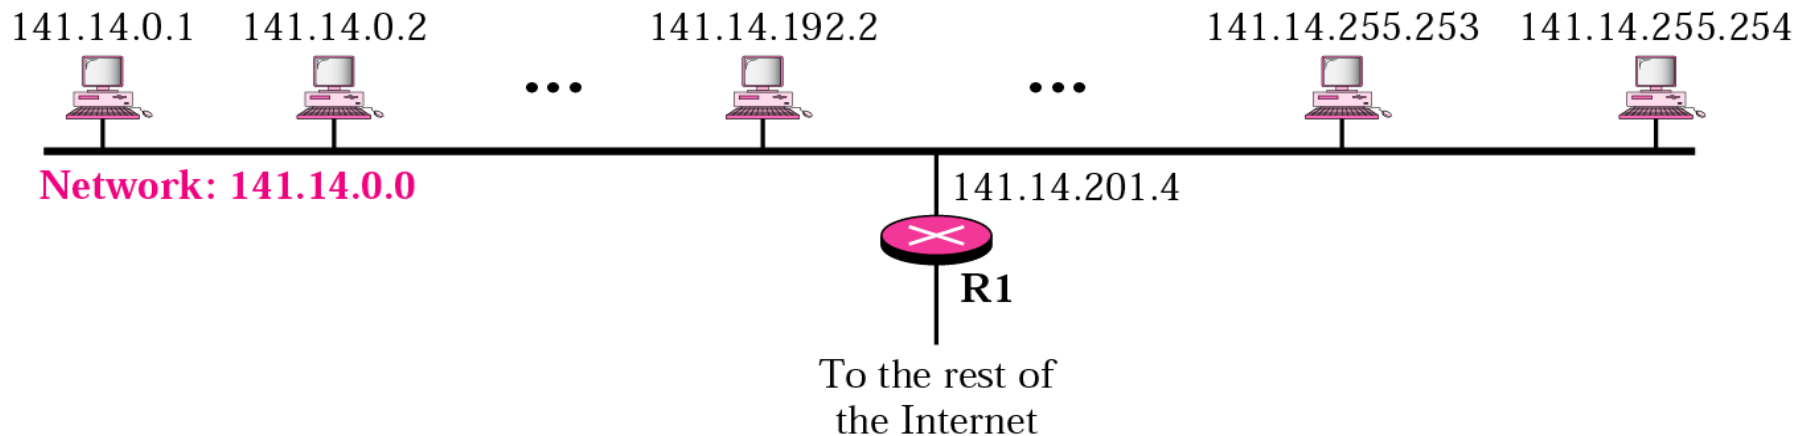 141.14.0.1 141.14.0.2 141.14.192.2 141.14.255.253 141.14.255.254
Network: 141.14.0.0
141.14.201.4
R1
To the rest of
the Internet